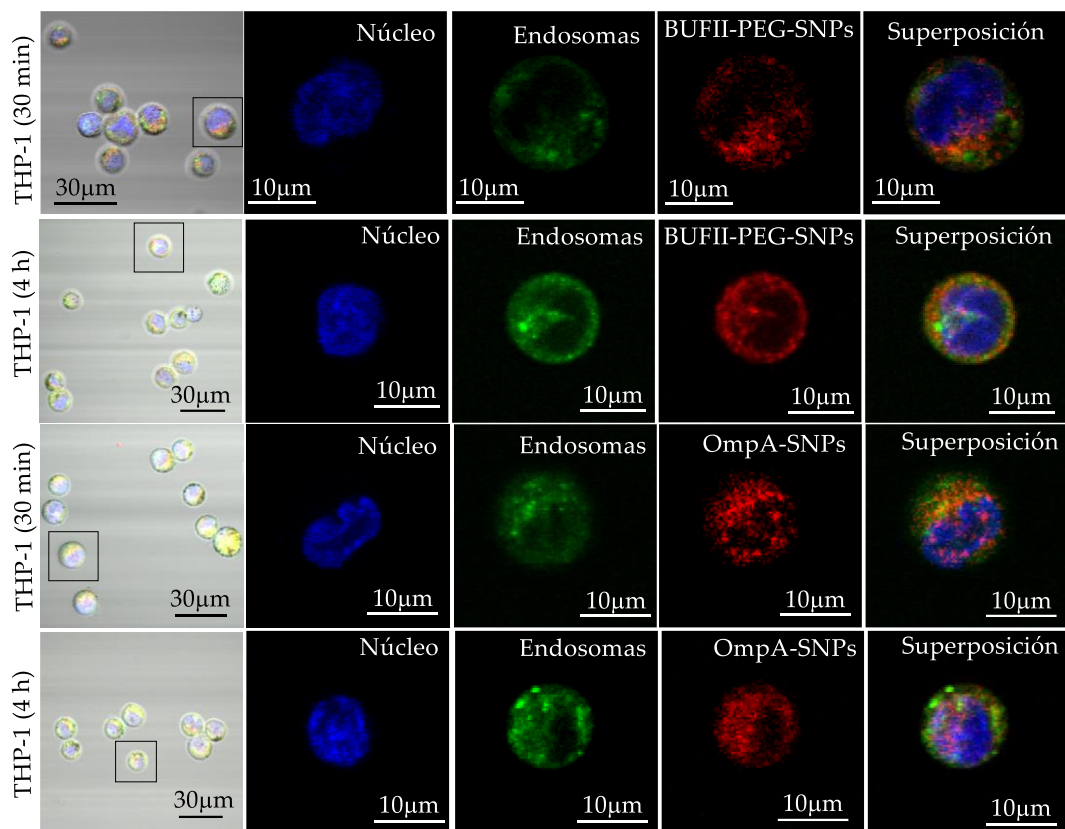 THP-1 (30 min)
30µm
Núcleo
10µm
Endosomas
10µm
BUFII-PEG-SNPs
10µm
Superposición
10µm
THP-1 (4 h)
30µm
Núcleo
10µm
Endosomas
10µm
BUFII-PEG-SNPs
10µm
Superposición
10µm
THP-1 (30 min)
30µm
Núcleo
10µm
Endosomas
10µm
OmpA-SNPs
10µm
Superposición
10µm
THP-1 (4 h)
30µm
Núcleo
10µm
Endosomas
10µm
OmpA-SNPs
10µm
Superposición
10µm